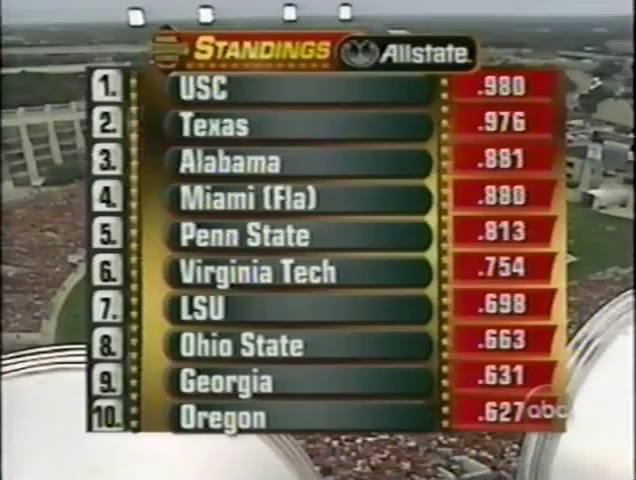 STANDINGS Allstate
1. USC .980
2. Texas .976
3. Alabama .881
4. Miami (Fla) .880
5. Penn State .813
6. Virginia Tech .754
7. LSU .698
8. Ohio State .663
9. Georgia .631
10. Oregon .627
abc